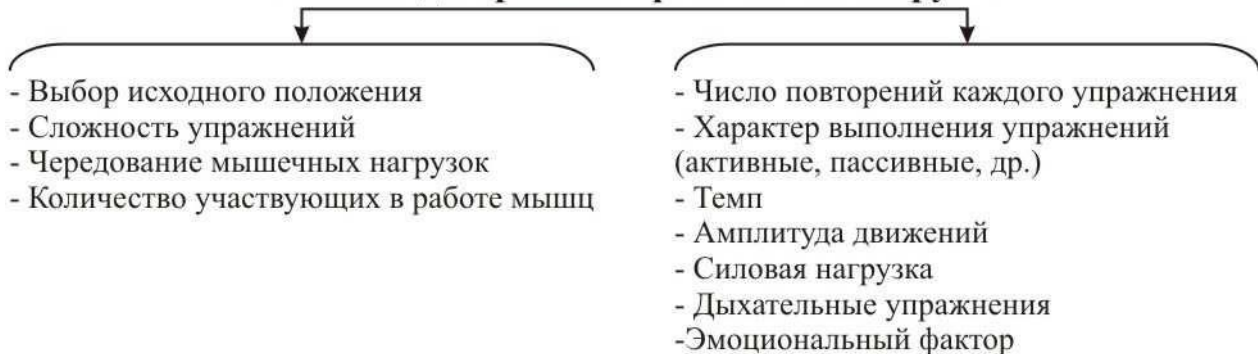 - Выбор исходного положения
- Сложность упражнений
- Чередование мышечных нагрузок
- Количество участвующих в работе мышц
- Число повторений каждого упражнения
- Характер выполнения упражнений
(активные, пассивные, др.)
- Темп
- Амплитуда движений
- Силовая нагрузка
- Дыхательные упражнения
-Эмоциональный фактор